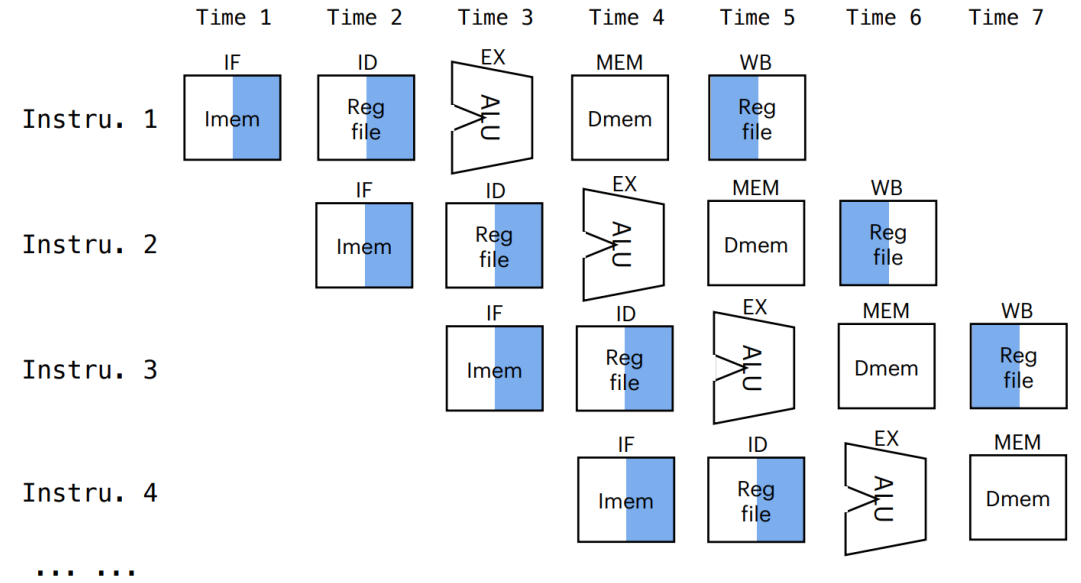 Time 1 Time 2 Time 3 Time 4 Time 5 Time 6 Time 7
IF ID EX MEM WB
Instru. 1 Imem Reg file ALU Dmem Reg file
IF ID EX MEM WB
Instru. 2 Imem Reg file ALU Dmem Reg file
IF ID EX MEM WB
Instru. 3 Imem Reg file ALU Dmem Reg file
IF ID EX MEM
Instru. 4 Imem Reg file ALU Dmem
... ...